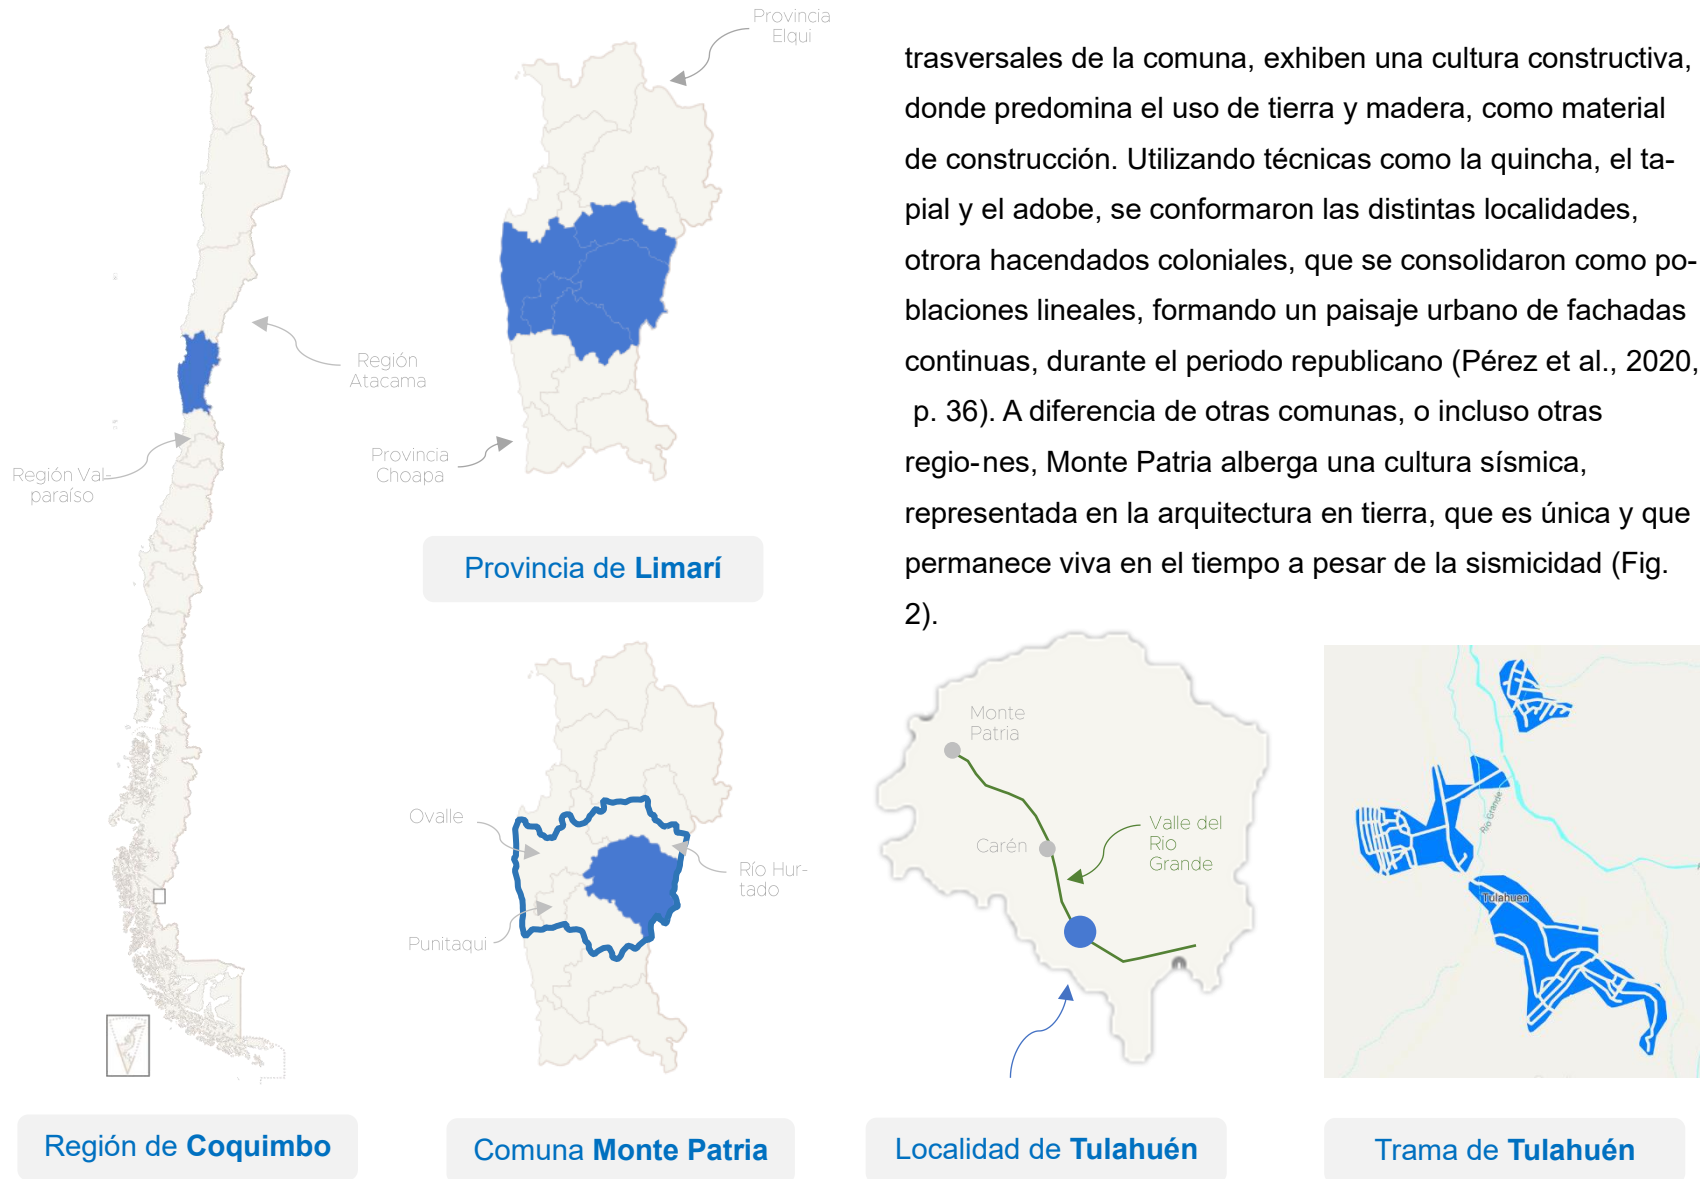 Provincia
Elqui
Región
Atacama
Región Val-
paraíso
Provincia
Choapa
Provincia de Limarí
trasversales de la comuna, exhiben una cultura constructiva,
donde predomina el uso de tierra y madera, como material
de construcción. Utilizando técnicas como la quincha, el ta-
pial y el adobe, se conformaron las distintas localidades,
otrora hacendados coloniales, que se consolidaron como po-
blaciones lineales, formando un paisaje urbano de fachadas
continuas, durante el periodo republicano (Pérez et al., 2020,
p. 36). A diferencia de otras comunas, o incluso otras
regio-nes, Monte Patria alberga una cultura sísmica,
representada en la arquitectura en tierra, que es única y que
permanece viva en el tiempo a pesar de la sismicidad (Fig.
2).
Ovalle
Río Hur-
tado
Punitaqui
Monte
Patria
Carén
Valle del
Rio
Grande
Río Grande
Tulahuen
Región de Coquimbo
Comuna Monte Patria
Localidad de Tulahuén
Trama de Tulahuén